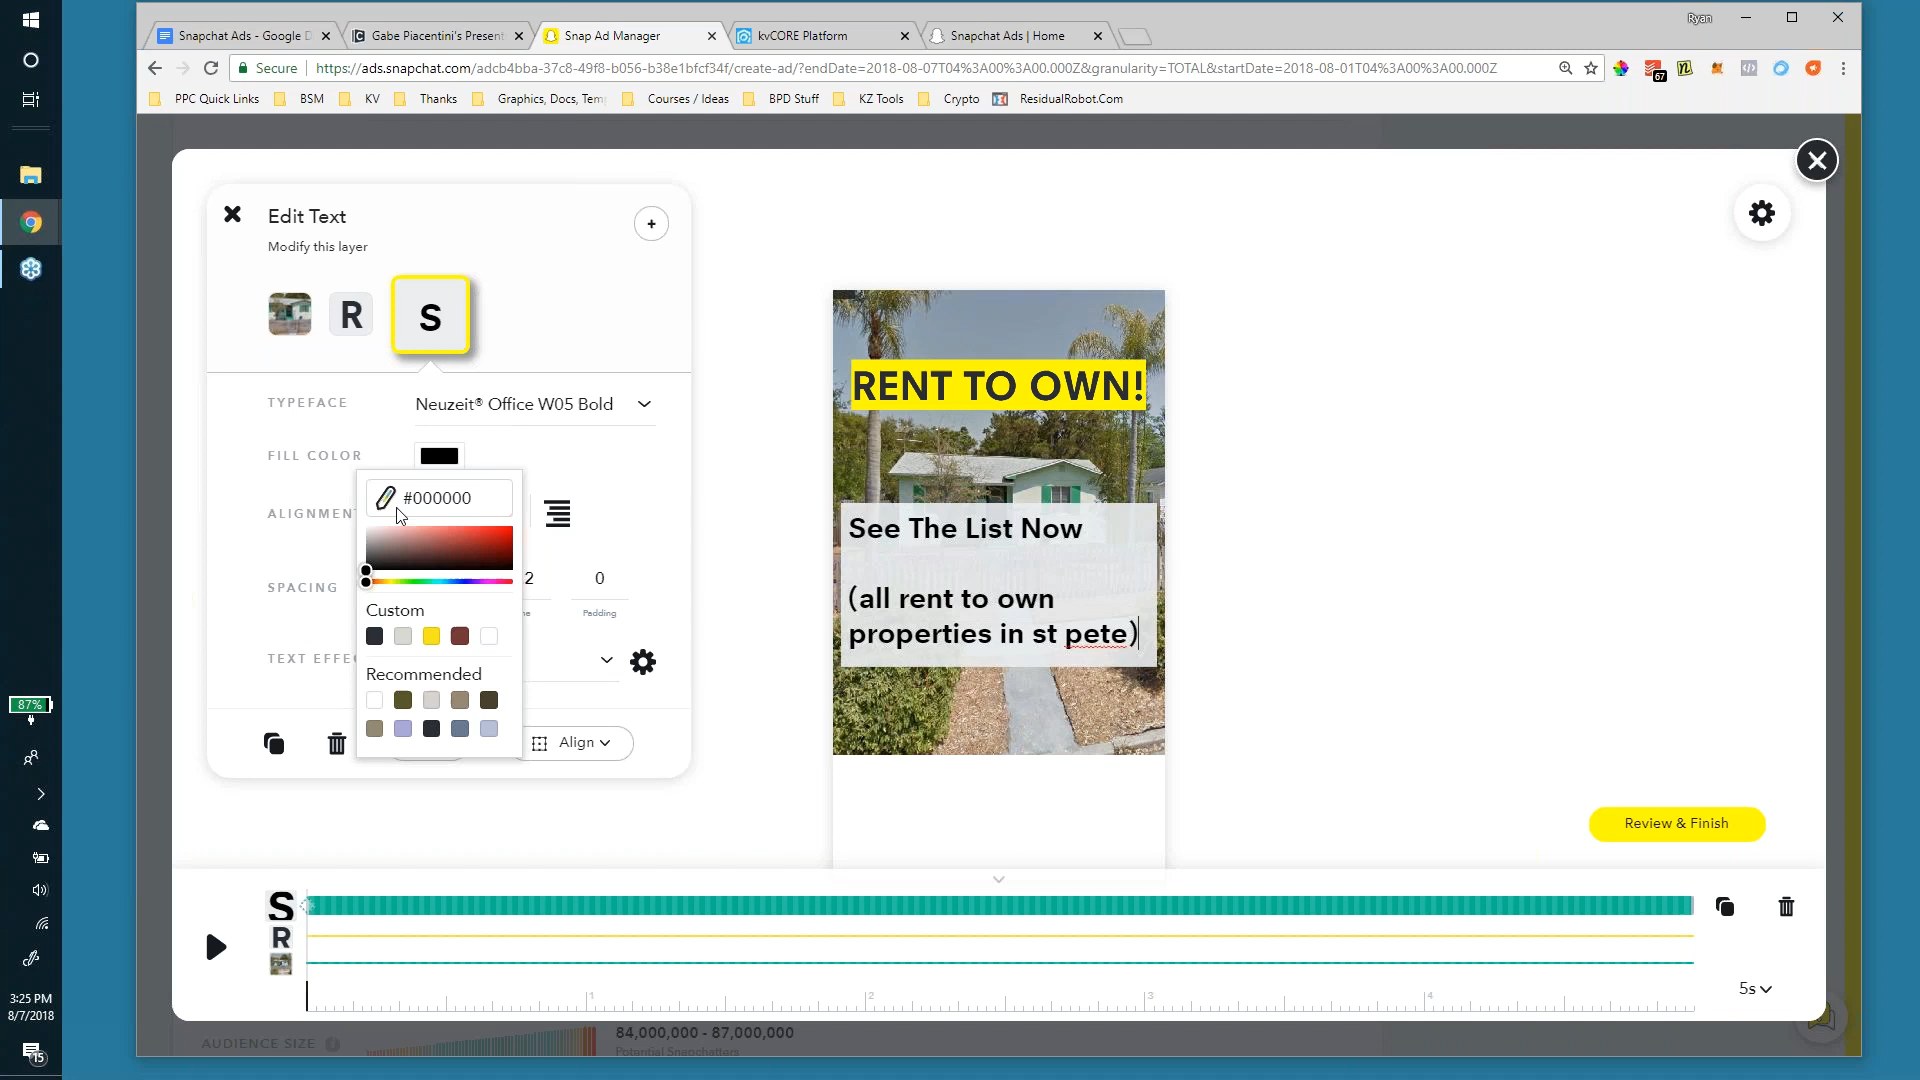 Ryan
Snapchat Ads - Google D
Gabe Piacentini's Present
Snap Ad Manager
kvCORE Platform
Snapchat Ads | Home
Secure
https://ads.snapchat.com/adcb4bba-37c8-49f8-b056-b38e1bfcf34f/create-ad/?endDate=2018-08-07T04%3A00%3A00.000Z&granularity=TOTAL&startDate=2018-08-01T04%3A00%3A00.000Z
67
PPC Quick Links
BSM
KV
Thanks
Graphics, Docs, Tem
Courses / Ideas
BPD Stuff
KZ Tools
Crypto
ResidualRobot.Com
Edit Text
Modify this layer
R
S
TYPEFACE
Neuzeit® Office W05 Bold
FILL COLOR
#000000
ALIGNMENT
SPACING
2
0
ne
Padding
Custom
TEXT EFFE
Recommended
Align
RENT TO OWN!
See The List Now
(all rent to own
properties in st pete)
Review & Finish
S
R
1
2
3
4
5s
AUDIENCE SIZE
84,000,000 - 87,000,000
Potential Snapchatters
87%
3:25 PM
8/7/2018
15